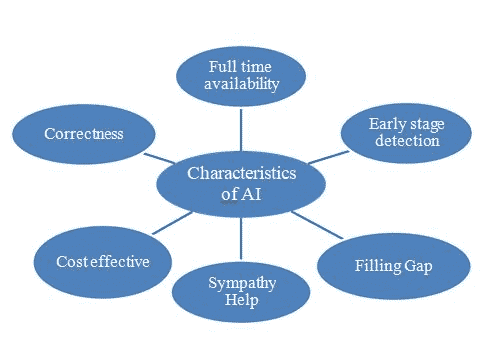 Full time
availability
Correctness
Early stage
detection
Characteristics
of AI
Cost effective
Sympathy
Help
Filling Gap